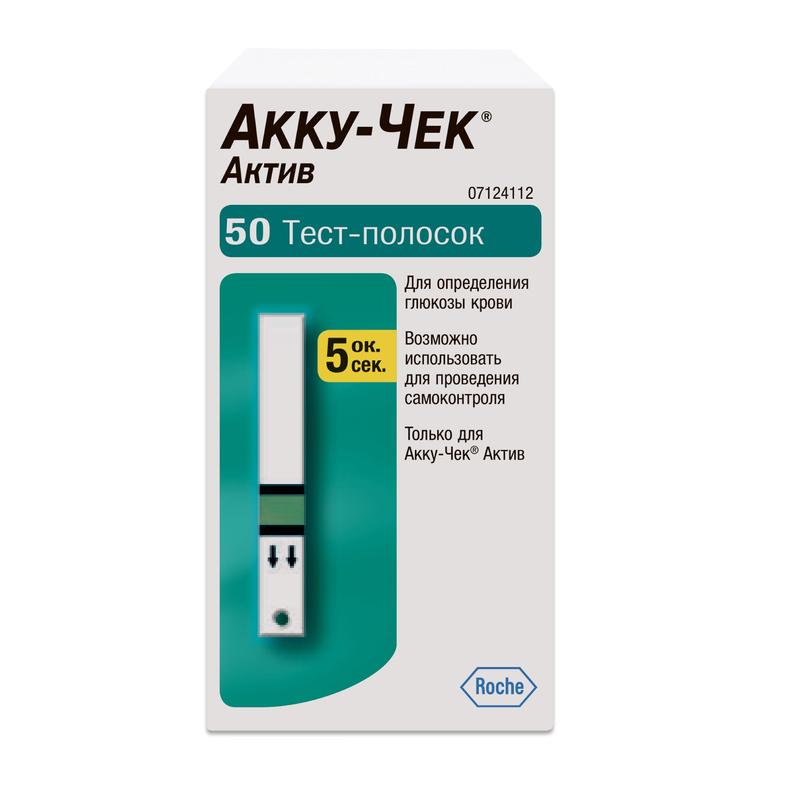 Акку-Чек®
Актив
07124112
50 Тест-полосок
Для определения
глюкозы крови
5 ок.
сек.
Возможно
использовать
для проведения
самоконтроля
Только для
Акку-Чек® Актив
Roche